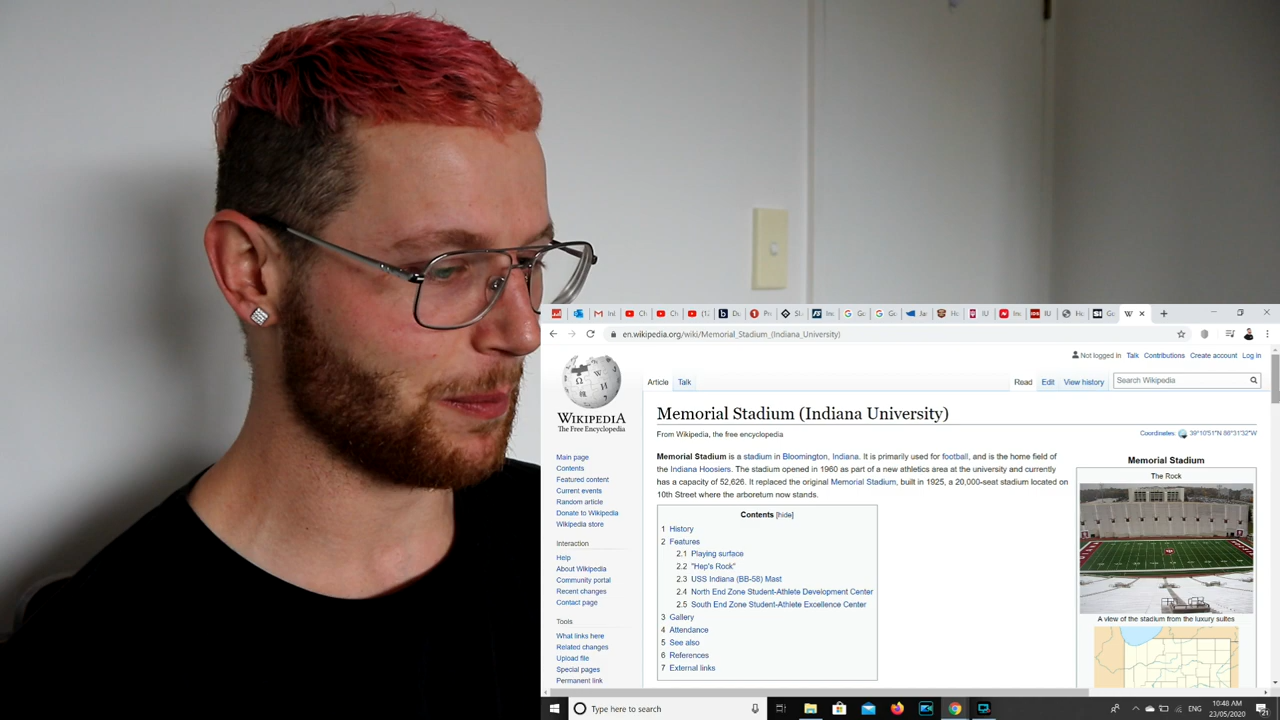 en.wikipedia.org/wiki/Memorial_Stadium_(Indiana_University)
Not logged in Talk Contributions Create account Log in
Article Talk Read Edit View history Search Wikipedia
WIKIPEDIA
The Free Encyclopedia
Main page
Contents
Featured content
Current events
Random article
Donate to Wikipedia
Wikipedia store
Interaction
Help
About Wikipedia
Community portal
Recent changes
Contact page
Tools
What links here
Related changes
Upload file
Special pages
Permanent link
Memorial Stadium (Indiana University)
From Wikipedia, the free encyclopedia
Coordinates: 39°10′51″N 86°31′32″W
Memorial Stadium is a stadium in Bloomington, Indiana. It is primarily used for football, and is the home field of
the Indiana Hoosiers. The stadium opened in 1960 as part of a new athletics area at the university and currently
has a capacity of 52,626. It replaced the original Memorial Stadium, built in 1925, a 20,000-seat stadium located on
10th Street where the arboretum now stands.
Contents [hide]
1 History
2 Features
2.1 Playing surface
2.2 "Hep's Rock"
2.3 USS Indiana (BB-58) Mast
2.4 North End Zone Student-Athlete Development Center
2.5 South End Zone Student-Athlete Excellence Center
3 Gallery
4 Attendance
5 See also
6 References
7 External links
Memorial Stadium
The Rock
A view of the stadium from the luxury suites
Type here to search
ENG
10:48 AM
23/05/2020